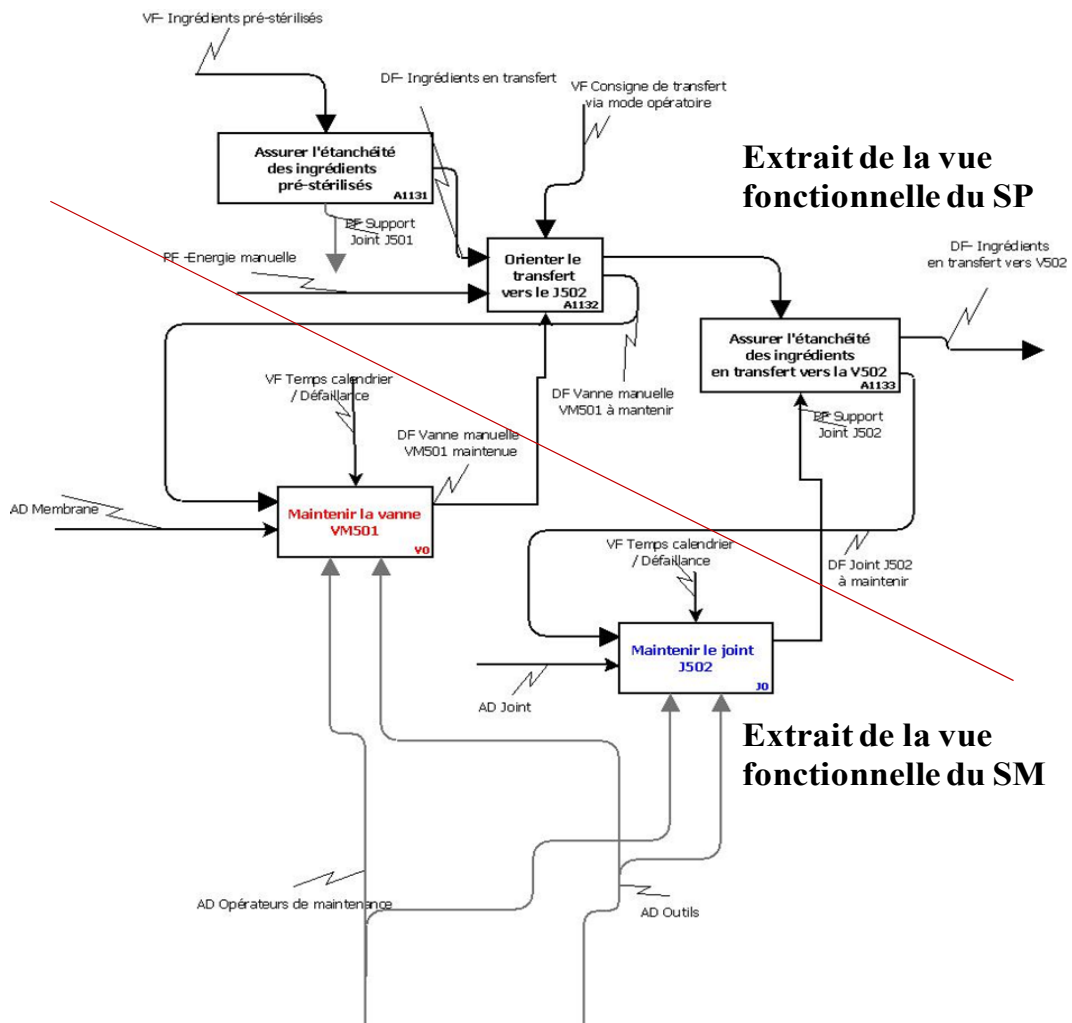 VF- Ingrédients pré-stérilisés
DF- Ingrédients en transfert
VF Consigne de transfert
via mode opératoire
Assurer l'étanchéité
des ingrédients
pré-stérilisés
A1131
Extrait de la vue
fonctionnelle du SP
PF Support
Joint J501
PF -Energie manuelle
Orienter le
transfert
vers le J502
A1132
DF- Ingrédients
en transfert vers V502
Assurer l'étanchéité
des ingrédients
en transfert vers la V502
A1133
VF Temps calendrier
/ Défaillance
DF Vanne manuelle
VM501 à mantenir
PF Support
Joint J502
DF Vanne manuelle
VM501 maintenue
AD Membrane
Maintenir la vanne
VM501
V0
VF Temps calendrier
/ Défaillance
DF Joint J502
à maintenir
Maintenir le joint
J502
J0
AD Joint
Extrait de la vue
fonctionnelle du SM
AD Opérateurs de maintenance
AD Outils